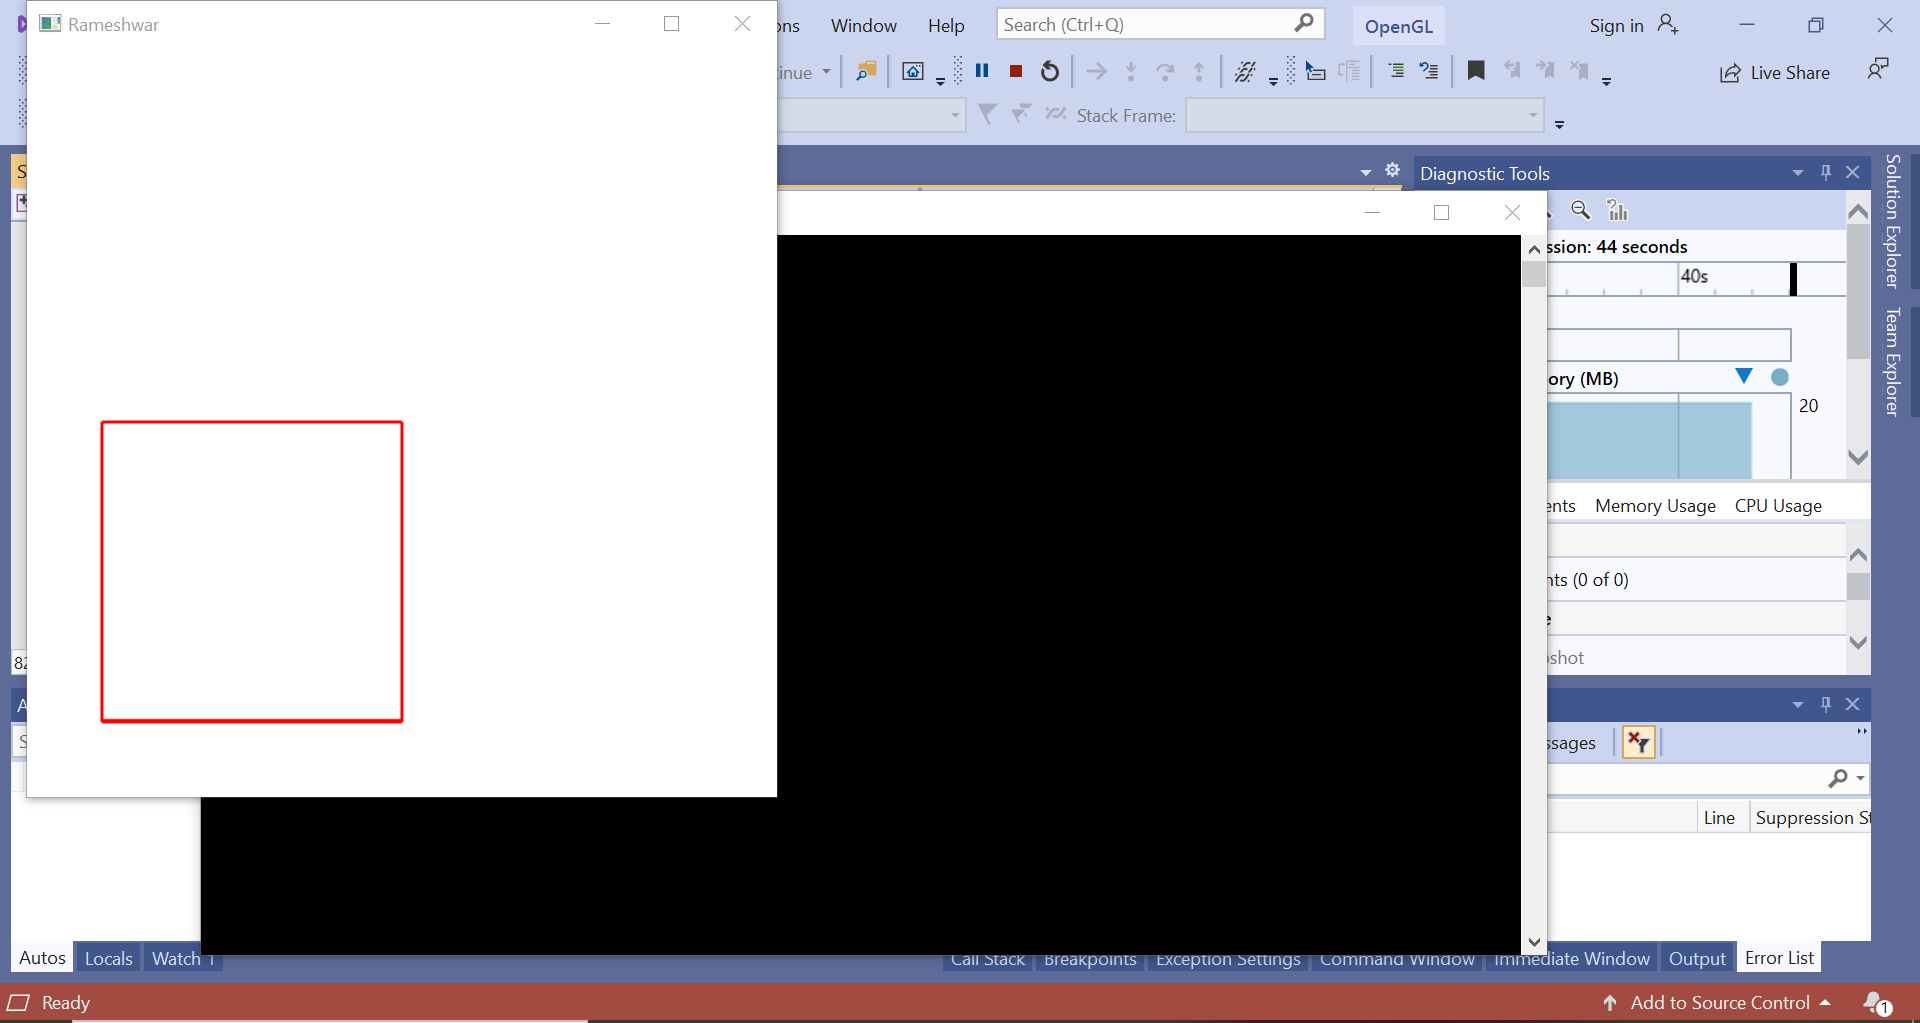 Rameshwar
ons Window Help Search (Ctrl+Q) OpenGL Sign in
inue Live Share
Stack Frame:
Diagnostic Tools
Solution Explorer
Team Explorer
ssion: 44 seconds
40s
ory (MB)
20
ents Memory Usage CPU Usage
nts (0 of 0)
e
shot
82
A
S
ssages
Line Suppression St
Autos Locals Watch 1 Call Stack Breakpoints Exception Settings Command Window Immediate Window Output Error List
Ready Add to Source Control 1